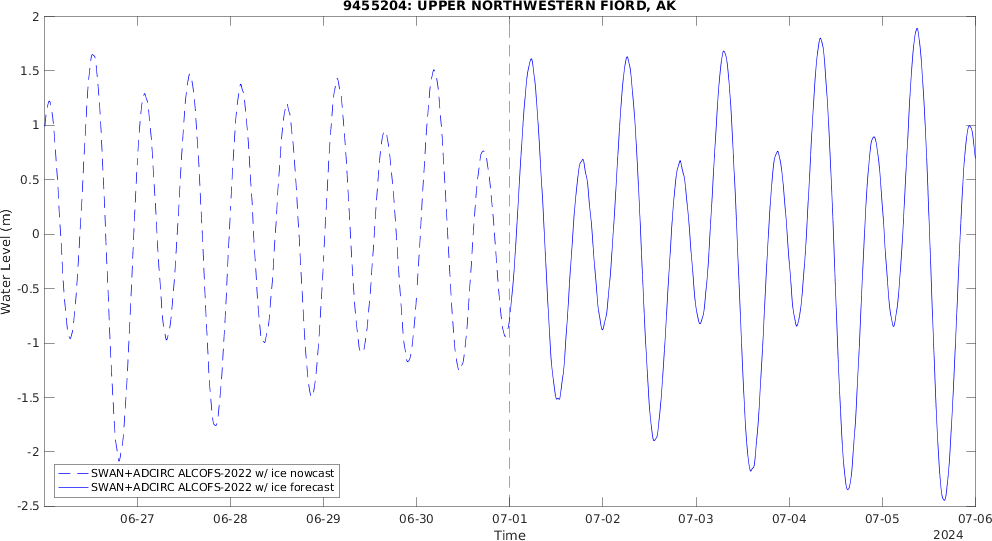 9455204: UPPER NORTHWESTERN FIORD, AK
2
1.5
1
0.5
0
-0.5
-1
-1.5
-2
-2.5
Water Level (m)
SWAN+ADCIRC ALCOFS-2022 w/ ice nowcast
SWAN+ADCIRC ALCOFS-2022 w/ ice forecast
06-27 06-28 06-29 06-30 07-01 07-02 07-03 07-04 07-05 07-06
Time
2024